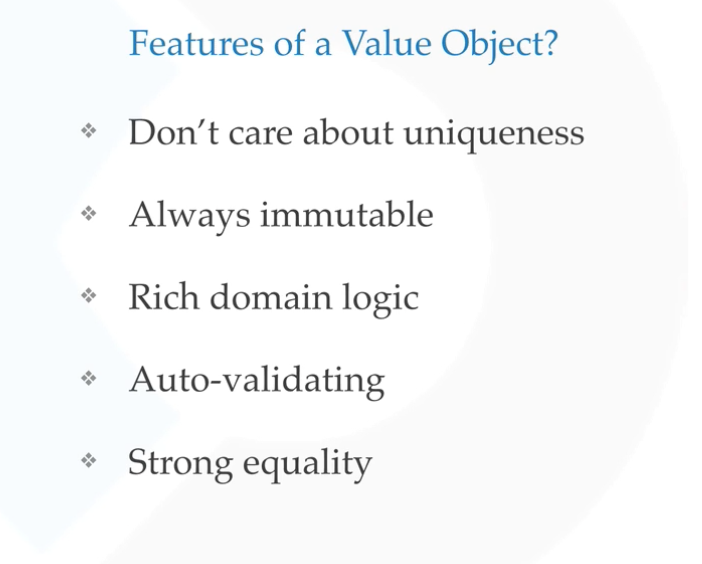 Features of a Value Object?
Don’t care about uniqueness
Always immutable
Rich domain logic
Auto-validating
Strong equality